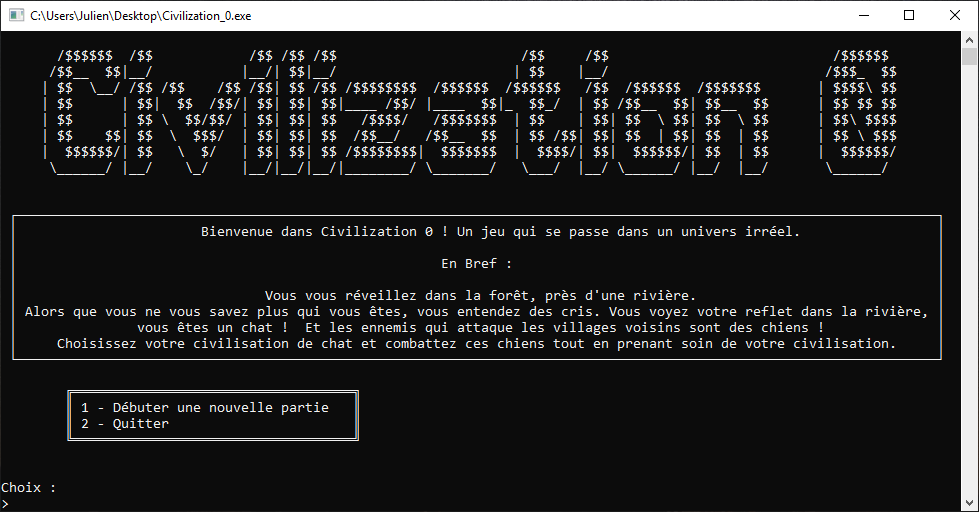 C:\Users\Julien\Desktop\Civilization_0.exe
Civilization 0
Bienvenue dans Civilization 0 ! Un jeu qui se passe dans un univers irréel.
En Bref :
Vous vous réveillez dans la forêt, près d'une rivière.
Alors que vous ne vous savez plus qui vous êtes, vous entendez des cris. Vous voyez votre reflet dans la rivière,
vous êtes un chat !  Et les ennemis qui attaque les villages voisins sont des chiens !
Choisissez votre civilisation de chat et combattez ces chiens tout en prenant soin de votre civilisation.
1 - Débuter une nouvelle partie
2 - Quitter
Choix :
>